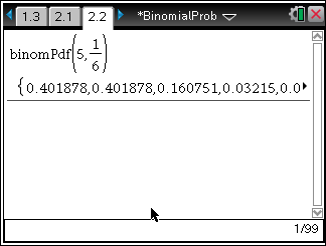 1.3 2.1 2.2 *BinomialProb
binomPdf(5,1/6)
{0.401878,0.401878,0.160751,0.03215,0.0
1/99